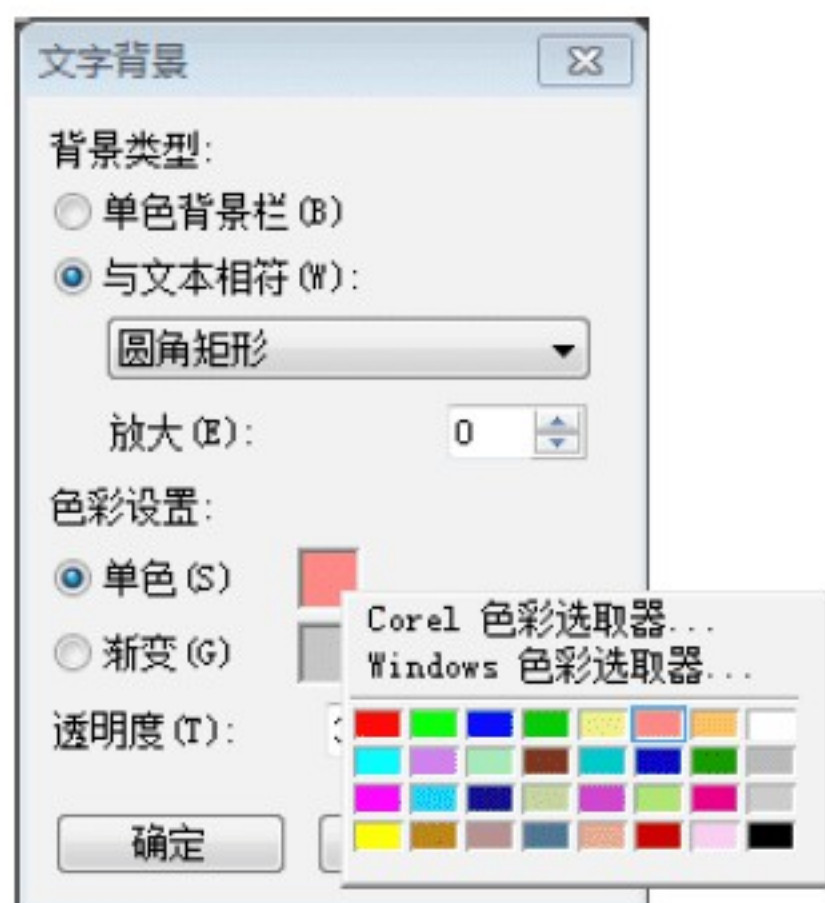 文字背景
背景类型:
单色背景栏(B)
与文本相符(W):
圆角矩形
放大(E): 0
色彩设置:
单色(S)
Corel 色彩选取器...
渐变(G)
Windows 色彩选取器...
透明度(T):
确定